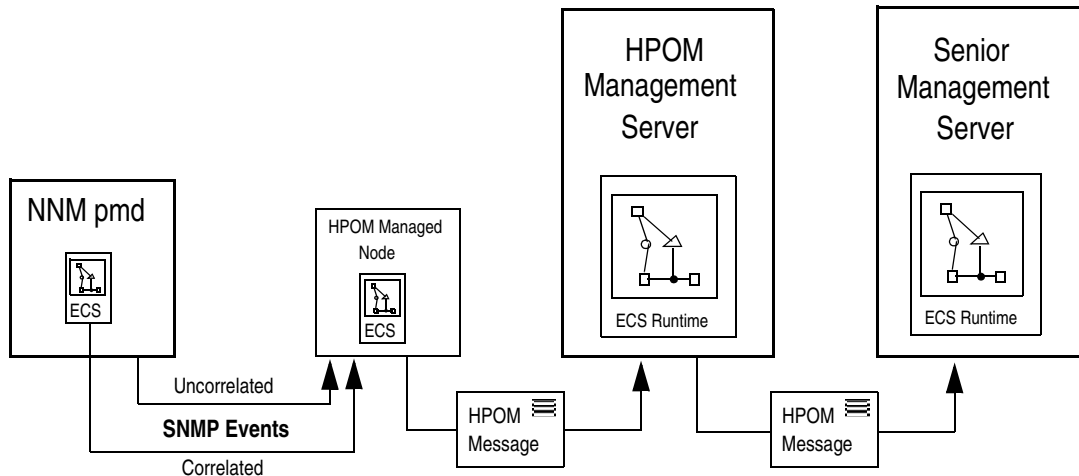 NNM pmd
ECS
HPOM Managed
Node
ECS
HPOM
Management
Server
ECS Runtime
Senior
Management
Server
ECS Runtime
Uncorrelated
SNMP Events
Correlated
HPOM
Message
HPOM
Message